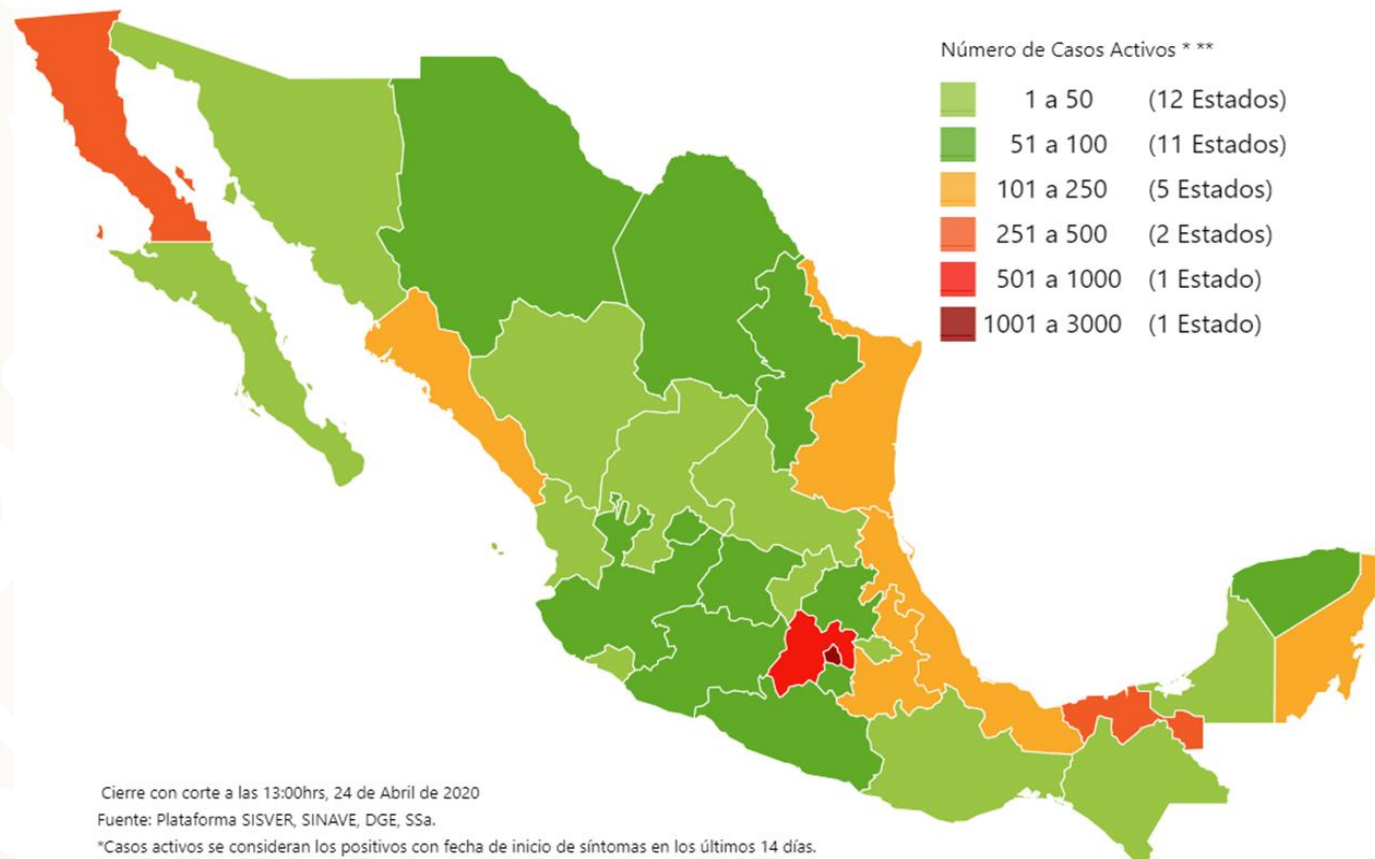 Número de Casos Activos * **
1 a 50 (12 Estados)
51 a 100 (11 Estados)
101 a 250 (5 Estados)
251 a 500 (2 Estados)
501 a 1000 (1 Estado)
1001 a 3000 (1 Estado)
Cierre con corte a las 13:00hrs, 24 de Abril de 2020
Fuente: Plataforma SISVER, SINAVE, DGE, SSa.
*Casos activos se consideran los positivos con fecha de inicio de síntomas en los últimos 14 días.